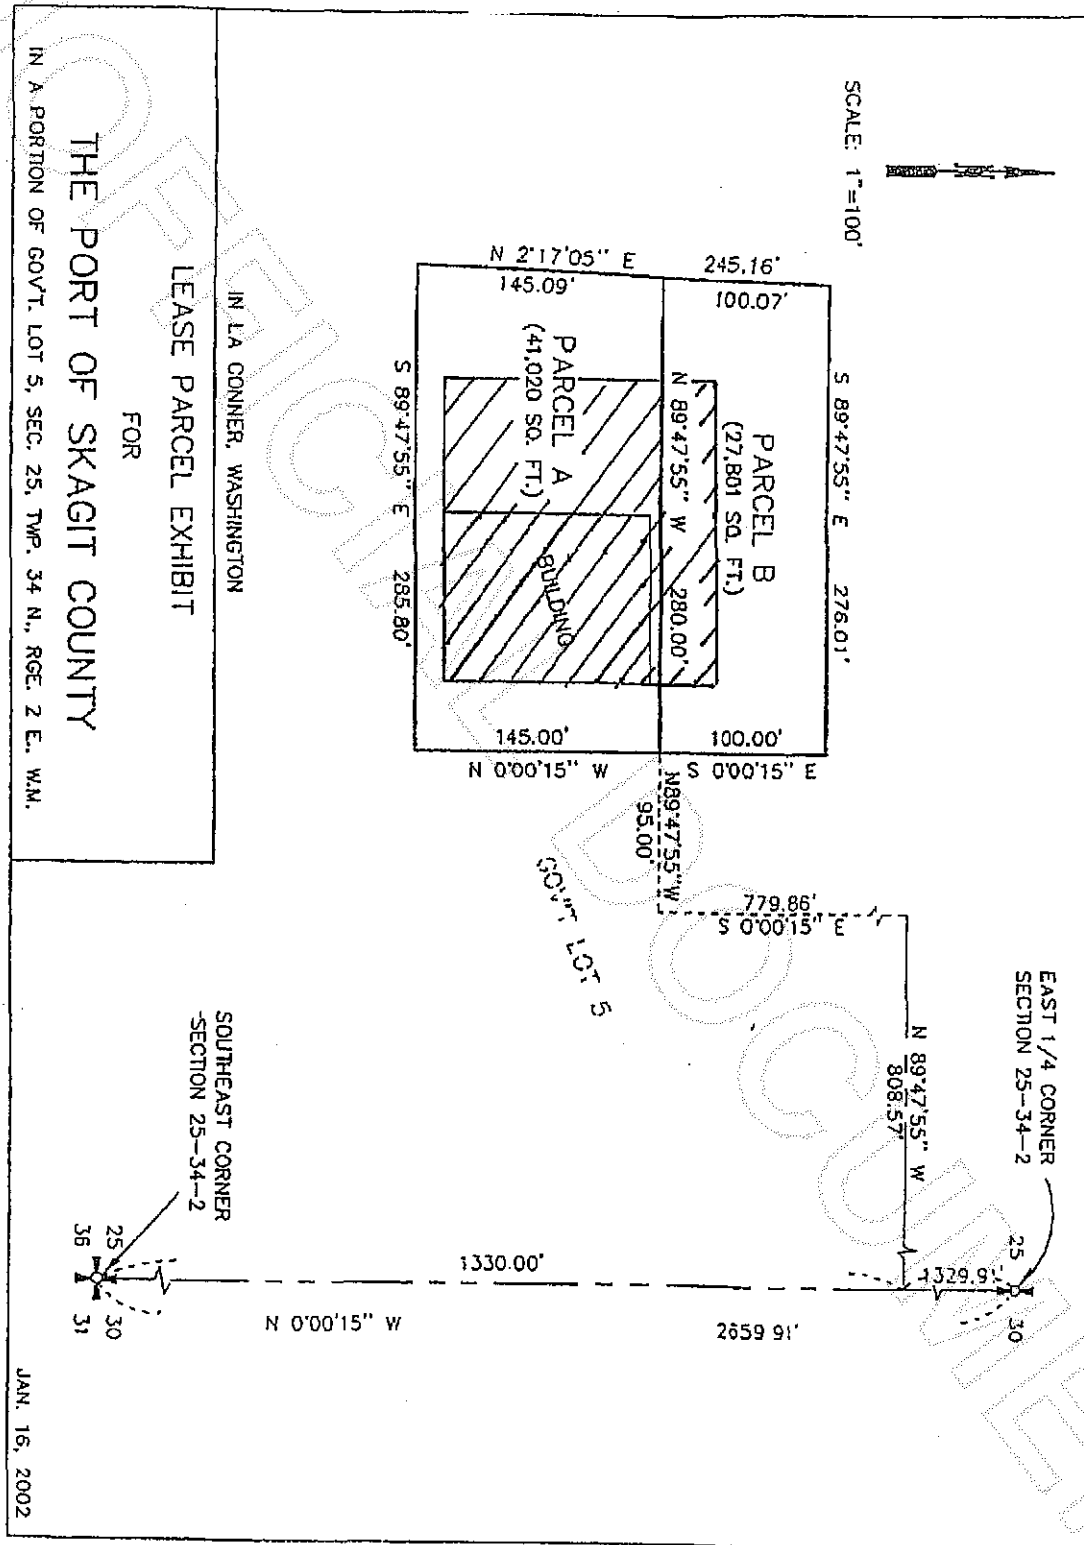 SCALE: 1"=100'
N 2°17'05" E
245.16'
145.09'
100.07'
S 89°47'55" E 276.01'
PARCEL B
(27,801 SQ. FT.)
N 89°47'55" W 280.00'
PARCEL A
(41,020 SQ. FT.)
BUILDING
S 89°47'55" E 285.80'
145.00'
N 0°00'15" W
100.00'
S 0°00'15" E
N89°47'55"W
95.00'
779.86'
S 0°00'15" E
GOV'T LOT 5
N 89°47'55" W
808.57'
EAST 1/4 CORNER
SECTION 25-34-2
25
30
1329.91'
2659.91'
1330.00'
N 0°00'15" W
SOUTHEAST CORNER
SECTION 25-34-2
25
30
36
31
IN LA CONNER, WASHINGTON
LEASE PARCEL EXHIBIT
FOR
THE PORT OF SKAGIT COUNTY
IN A PORTION OF GOV'T. LOT 5, SEC. 25, TWP. 34 N., RGE. 2 E., W.M.
JAN. 16, 2002
UNOFFICIAL DOCUMENT